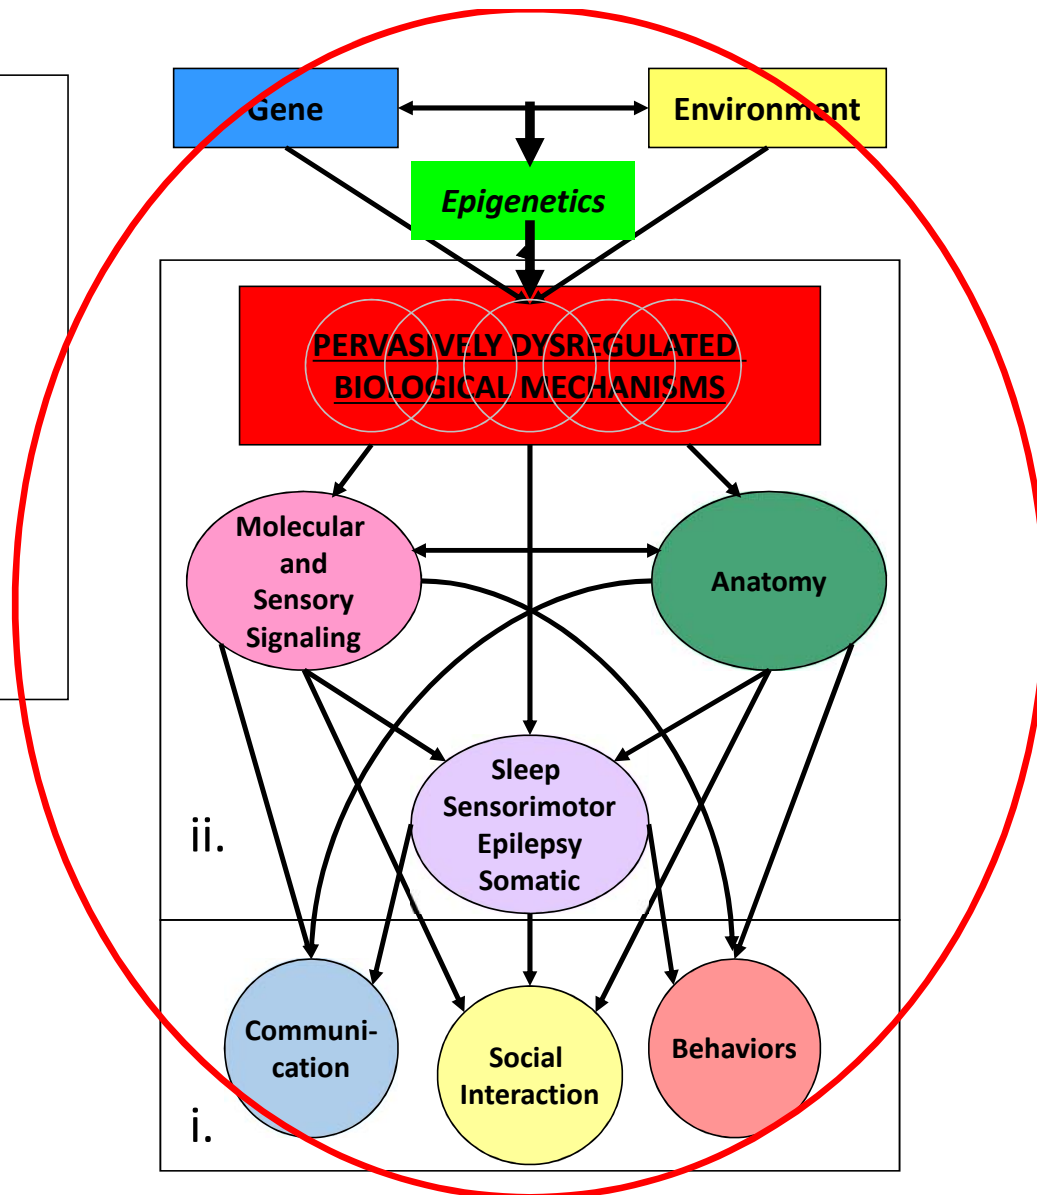 Gene
Environment
Epigenetics
PERVASIVELY DYSREGULATED
BIOLOGICAL MECHANISMS
Molecular
and
Sensory
Signaling
Anatomy
Sleep
Sensorimotor
Epilepsy
Somatic
ii.
Communi-
cation
Social
Interaction
Behaviors
i.